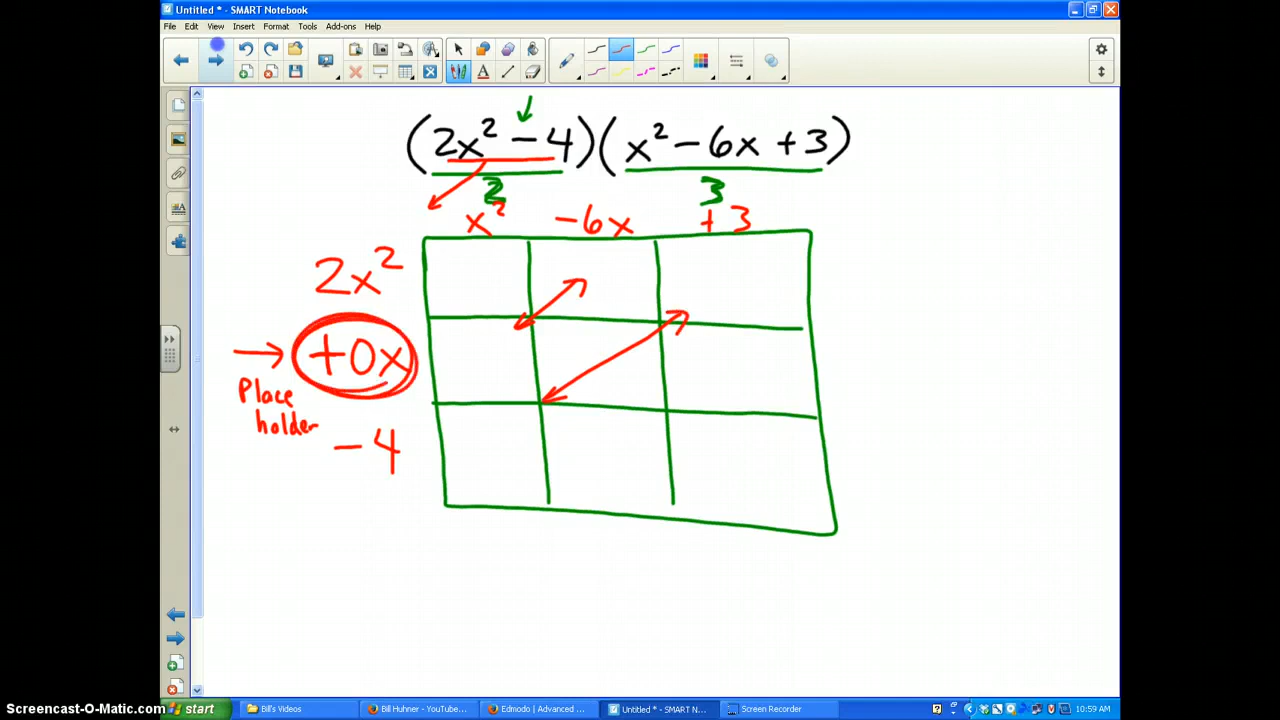 Untitled * - SMART Notebook
File Edit View Insert Format Tools Add-ons Help
(2x² - 4)(x² - 6x + 3)
2 3
x² -6x +3
2x²
→ +0x
Place
holder
-4
Screencast-O-Matic.com
start Bill's Videos Bill Huhner - YouTube... Edmodo | Advanced ... Untitled * - SMART N... Screen Recorder 10:59 AM